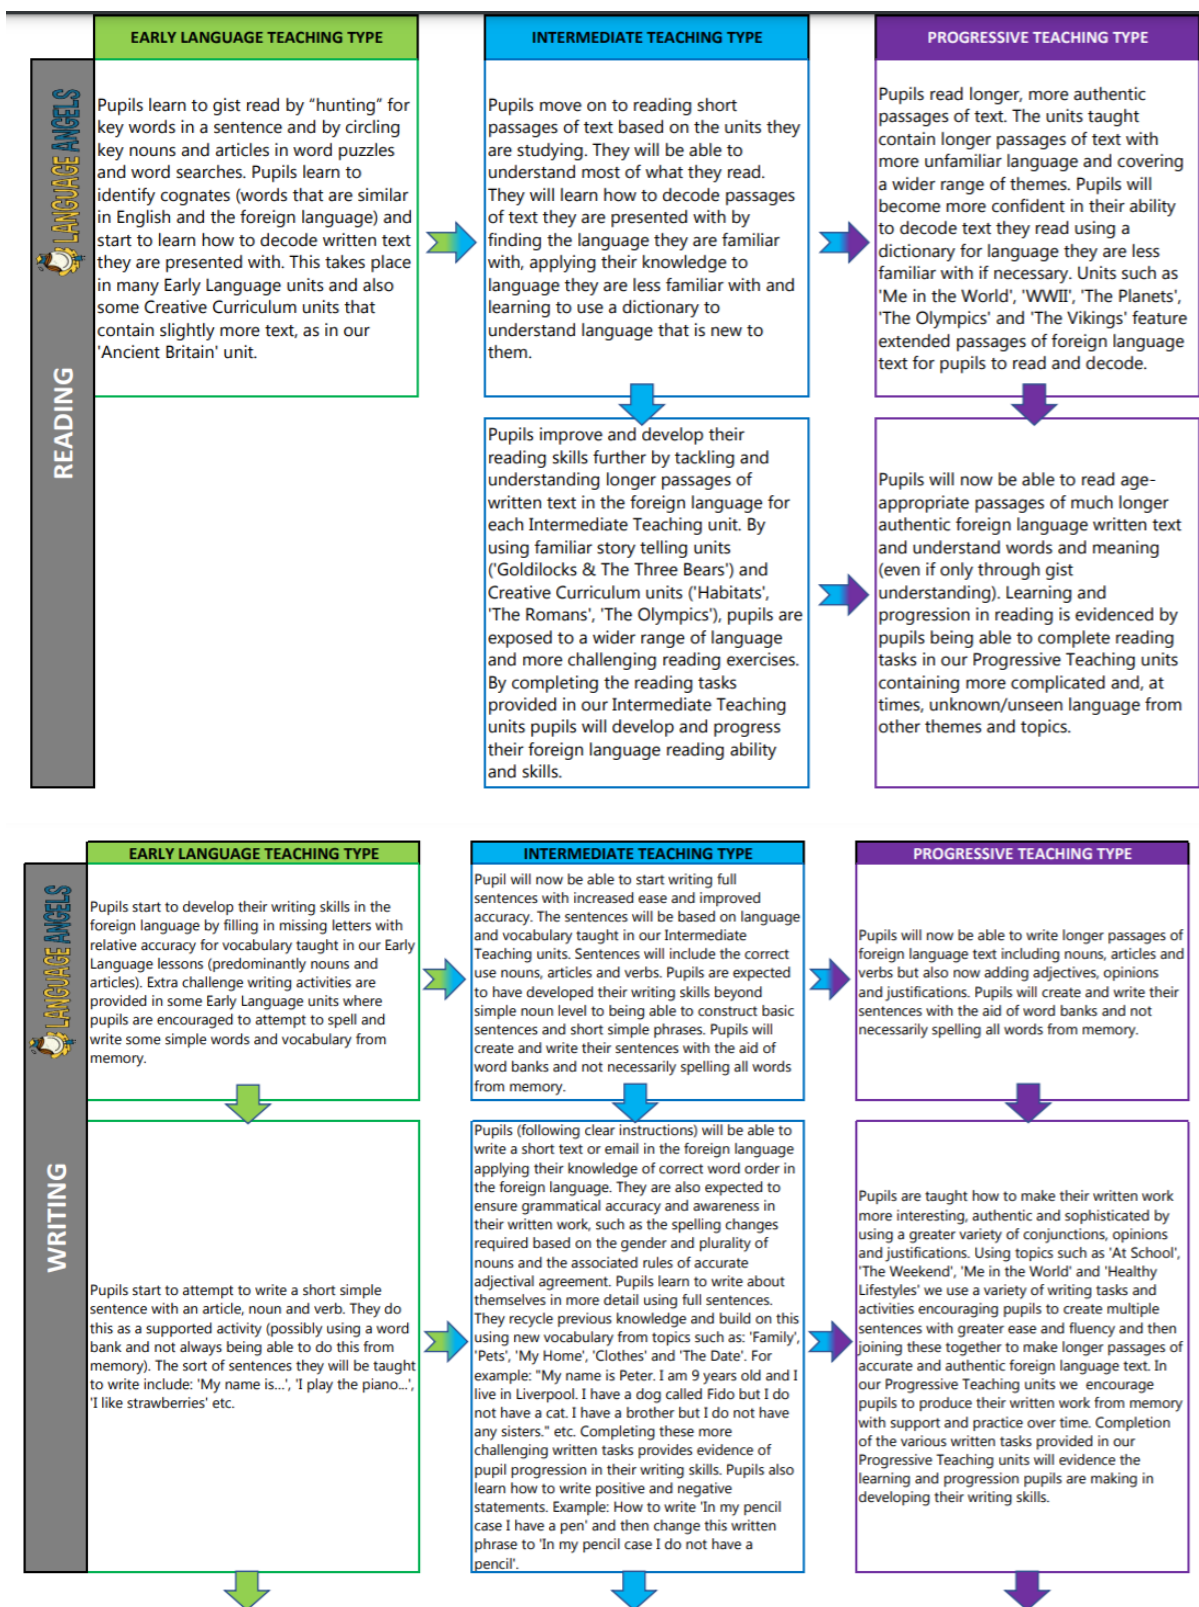 EARLY LANGUAGE TEACHING TYPE
INTERMEDIATE TEACHING TYPE
PROGRESSIVE TEACHING TYPE
LANGUAGE ANGELS
READING
Pupils learn to gist read by “hunting” for
key words in a sentence and by circling
key nouns and articles in word puzzles
and word searches. Pupils learn to
identify cognates (words that are similar
in English and the foreign language) and
start to learn how to decode written text
they are presented with. This takes place
in many Early Language units and also
some Creative Curriculum units that
contain slightly more text, as in our
'Ancient Britain' unit.
Pupils move on to reading short
passages of text based on the units they
are studying. They will be able to
understand most of what they read.
They will learn how to decode passages
of text they are presented with by
finding the language they are familiar
with, applying their knowledge to
language they are less familiar with and
learning to use a dictionary to
understand language that is new to
them.
Pupils read longer, more authentic
passages of text. The units taught
contain longer passages of text with
more unfamiliar language and covering
a wider range of themes. Pupils will
become more confident in their ability
to decode text they read using a
dictionary for language they are less
familiar with if necessary. Units such as
'Me in the World', 'WWII', 'The Planets',
'The Olympics' and 'The Vikings' feature
extended passages of foreign language
text for pupils to read and decode.
Pupils improve and develop their
reading skills further by tackling and
understanding longer passages of
written text in the foreign language for
each Intermediate Teaching unit. By
using familiar story telling units
('Goldilocks & The Three Bears') and
Creative Curriculum units ('Habitats',
'The Romans', 'The Olympics'), pupils are
exposed to a wider range of language
and more challenging reading exercises.
By completing the reading tasks
provided in our Intermediate Teaching
units pupils will develop and progress
their foreign language reading ability
and skills.
Pupils will now be able to read age-
appropriate passages of much longer
authentic foreign language written text
and understand words and meaning
(even if only through gist
understanding). Learning and
progression in reading is evidenced by
pupils being able to complete reading
tasks in our Progressive Teaching units
containing more complicated and, at
times, unknown/unseen language from
other themes and topics.
EARLY LANGUAGE TEACHING TYPE
INTERMEDIATE TEACHING TYPE
PROGRESSIVE TEACHING TYPE
LANGUAGE ANGELS
WRITING
Pupils start to develop their writing skills in the
foreign language by filling in missing letters with
relative accuracy for vocabulary taught in our Early
Language lessons (predominantly nouns and
articles). Extra challenge writing activities are
provided in some Early Language units where
pupils are encouraged to attempt to spell and
write some simple words and vocabulary from
memory.
Pupil will now be able to start writing full
sentences with increased ease and improved
accuracy. The sentences will be based on language
and vocabulary taught in our Intermediate
Teaching units. Sentences will include the correct
use nouns, articles and verbs. Pupils are expected
to have developed their writing skills beyond
simple noun level to being able to construct basic
sentences and short simple phrases. Pupils will
create and write their sentences with the aid of
word banks and not necessarily spelling all words
from memory.
Pupils will now be able to write longer passages of
foreign language text including nouns, articles and
verbs but also now adding adjectives, opinions
and justifications. Pupils will create and write their
sentences with the aid of word banks and not
necessarily spelling all words from memory.
Pupils start to attempt to write a short simple
sentence with an article, noun and verb. They do
this as a supported activity (possibly using a word
bank and not always being able to do this from
memory). The sort of sentences they will be taught
to write include: 'My name is...', 'I play the piano...',
'I like strawberries' etc.
Pupils (following clear instructions) will be able to
write a short text or email in the foreign language
applying their knowledge of correct word order in
the foreign language. They are also expected to
ensure grammatical accuracy and awareness in
their written work, such as the spelling changes
required based on the gender and plurality of
nouns and the associated rules of accurate
adjectival agreement. Pupils learn to write about
themselves in more detail using full sentences.
They recycle previous knowledge and build on this
using new vocabulary from topics such as: 'Family',
'Pets', 'My Home', 'Clothes' and 'The Date'. For
example: "My name is Peter. I am 9 years old and I
live in Liverpool. I have a dog called Fido but I do
not have a cat. I have a brother but I do not have
any sisters." etc. Completing these more
challenging written tasks provides evidence of
pupil progression in their writing skills. Pupils also
learn how to write positive and negative
statements. Example: How to write 'In my pencil
case I have a pen' and then change this written
phrase to 'In my pencil case I do not have a
pencil'.
Pupils are taught how to make their written work
more interesting, authentic and sophisticated by
using a greater variety of conjunctions, opinions
and justifications. Using topics such as 'At School',
'The Weekend', 'Me in the World' and 'Healthy
Lifestyles' we use a variety of writing tasks and
activities encouraging pupils to create multiple
sentences with greater ease and fluency and then
joining these together to make longer passages of
accurate and authentic foreign language text. In
our Progressive Teaching units we encourage
pupils to produce their written work from memory
with support and practice over time. Completion
of the various written tasks provided in our
Progressive Teaching units will evidence the
learning and progression pupils are making in
developing their writing skills.